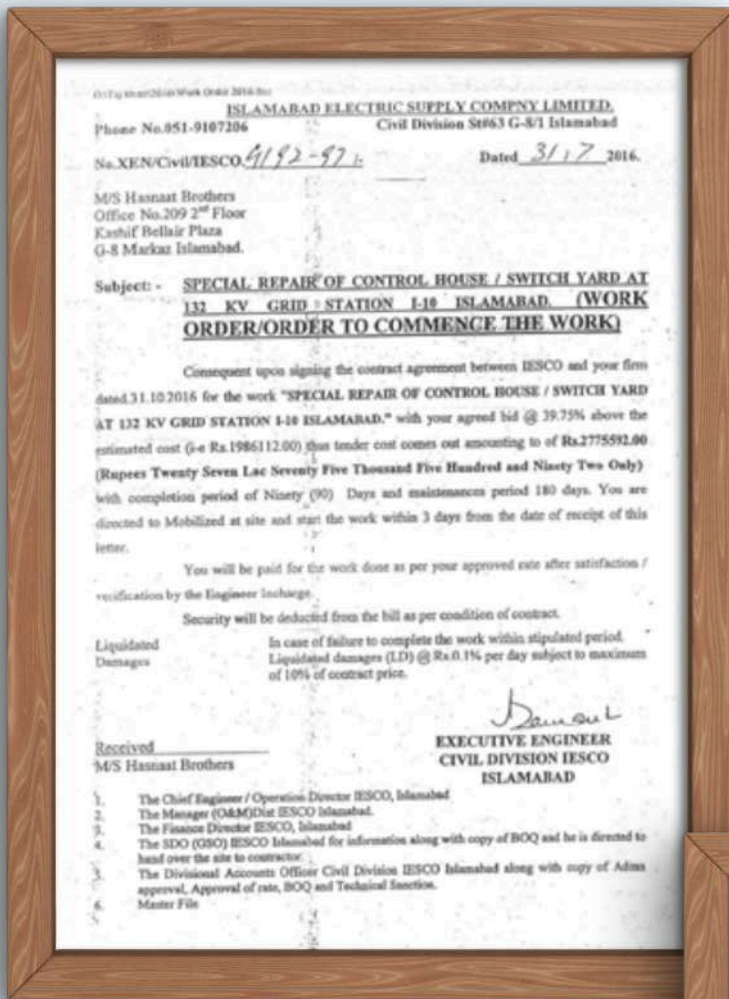 Work Order 2016
ISLAMABAD ELECTRIC SUPPLY COMPNY LIMITED.
Phone No.051-9107206 Civil Division St#63 G-8/1 Islamabad
No.XEN/Civil/IESCO. 4192-97 Dated 31.7 2016.
M/S Hasnaat Brothers
Office No.209 2nd Floor
Kashif Bellair Plaza
G-8 Markaz Islamabad.
Subject: - SPECIAL REPAIR OF CONTROL HOUSE / SWITCH YARD AT
132 KV GRID STATION I-10 ISLAMABAD. (WORK
ORDER/ORDER TO COMMENCE THE WORK)
Consequent upon signing the contract agreement between IESCO and your firm
dated.31.10.2016 for the work "SPECIAL REPAIR OF CONTROL HOUSE / SWITCH YARD
AT 132 KV GRID STATION I-10 ISLAMABAD." with your agreed bid @ 39.75% above the
estimated cost (i-e Rs.1986112.00) thus tender cost comes out amounting to of Rs.2775592.00
(Rupees Twenty Seven Lac Seventy Five Thousand Five Hundred and Ninety Two Only)
with completion period of Ninety (90) Days and maintenances period 180 days. You are
directed to Mobilized at site and start the work within 3 days from the date of receipt of this
letter.
You will be paid for the work done as per your approved rate after satisfaction /
verification by the Engineer Incharge.
Security will be deducted from the bill as per condition of contract.
Liquidated In case of failure to complete the work within stipulated period.
Damages Liquidated damages (LD) @ Rs.0.1% per day subject to maximum
of 10% of contract price.
Received
M/S Hasnaat Brothers
EXECUTIVE ENGINEER
CIVIL DIVISION IESCO
ISLAMABAD
1. The Chief Engineer / Operation Director IESCO, Islamabad
2. The Manager (O&M)Dist IESCO Islamabad.
3. The Finance Director IESCO, Islamabad
4. The SDO (GSO) IESCO Islamabad for information along with copy of BOQ and he is directed to
hand over the site to contractor.
5. The Divisional Accounts Officer Civil Division IESCO Islamabad along with copy of Admn
approval, Approval of rate, BOQ and Technical Sanction.
6. Master File